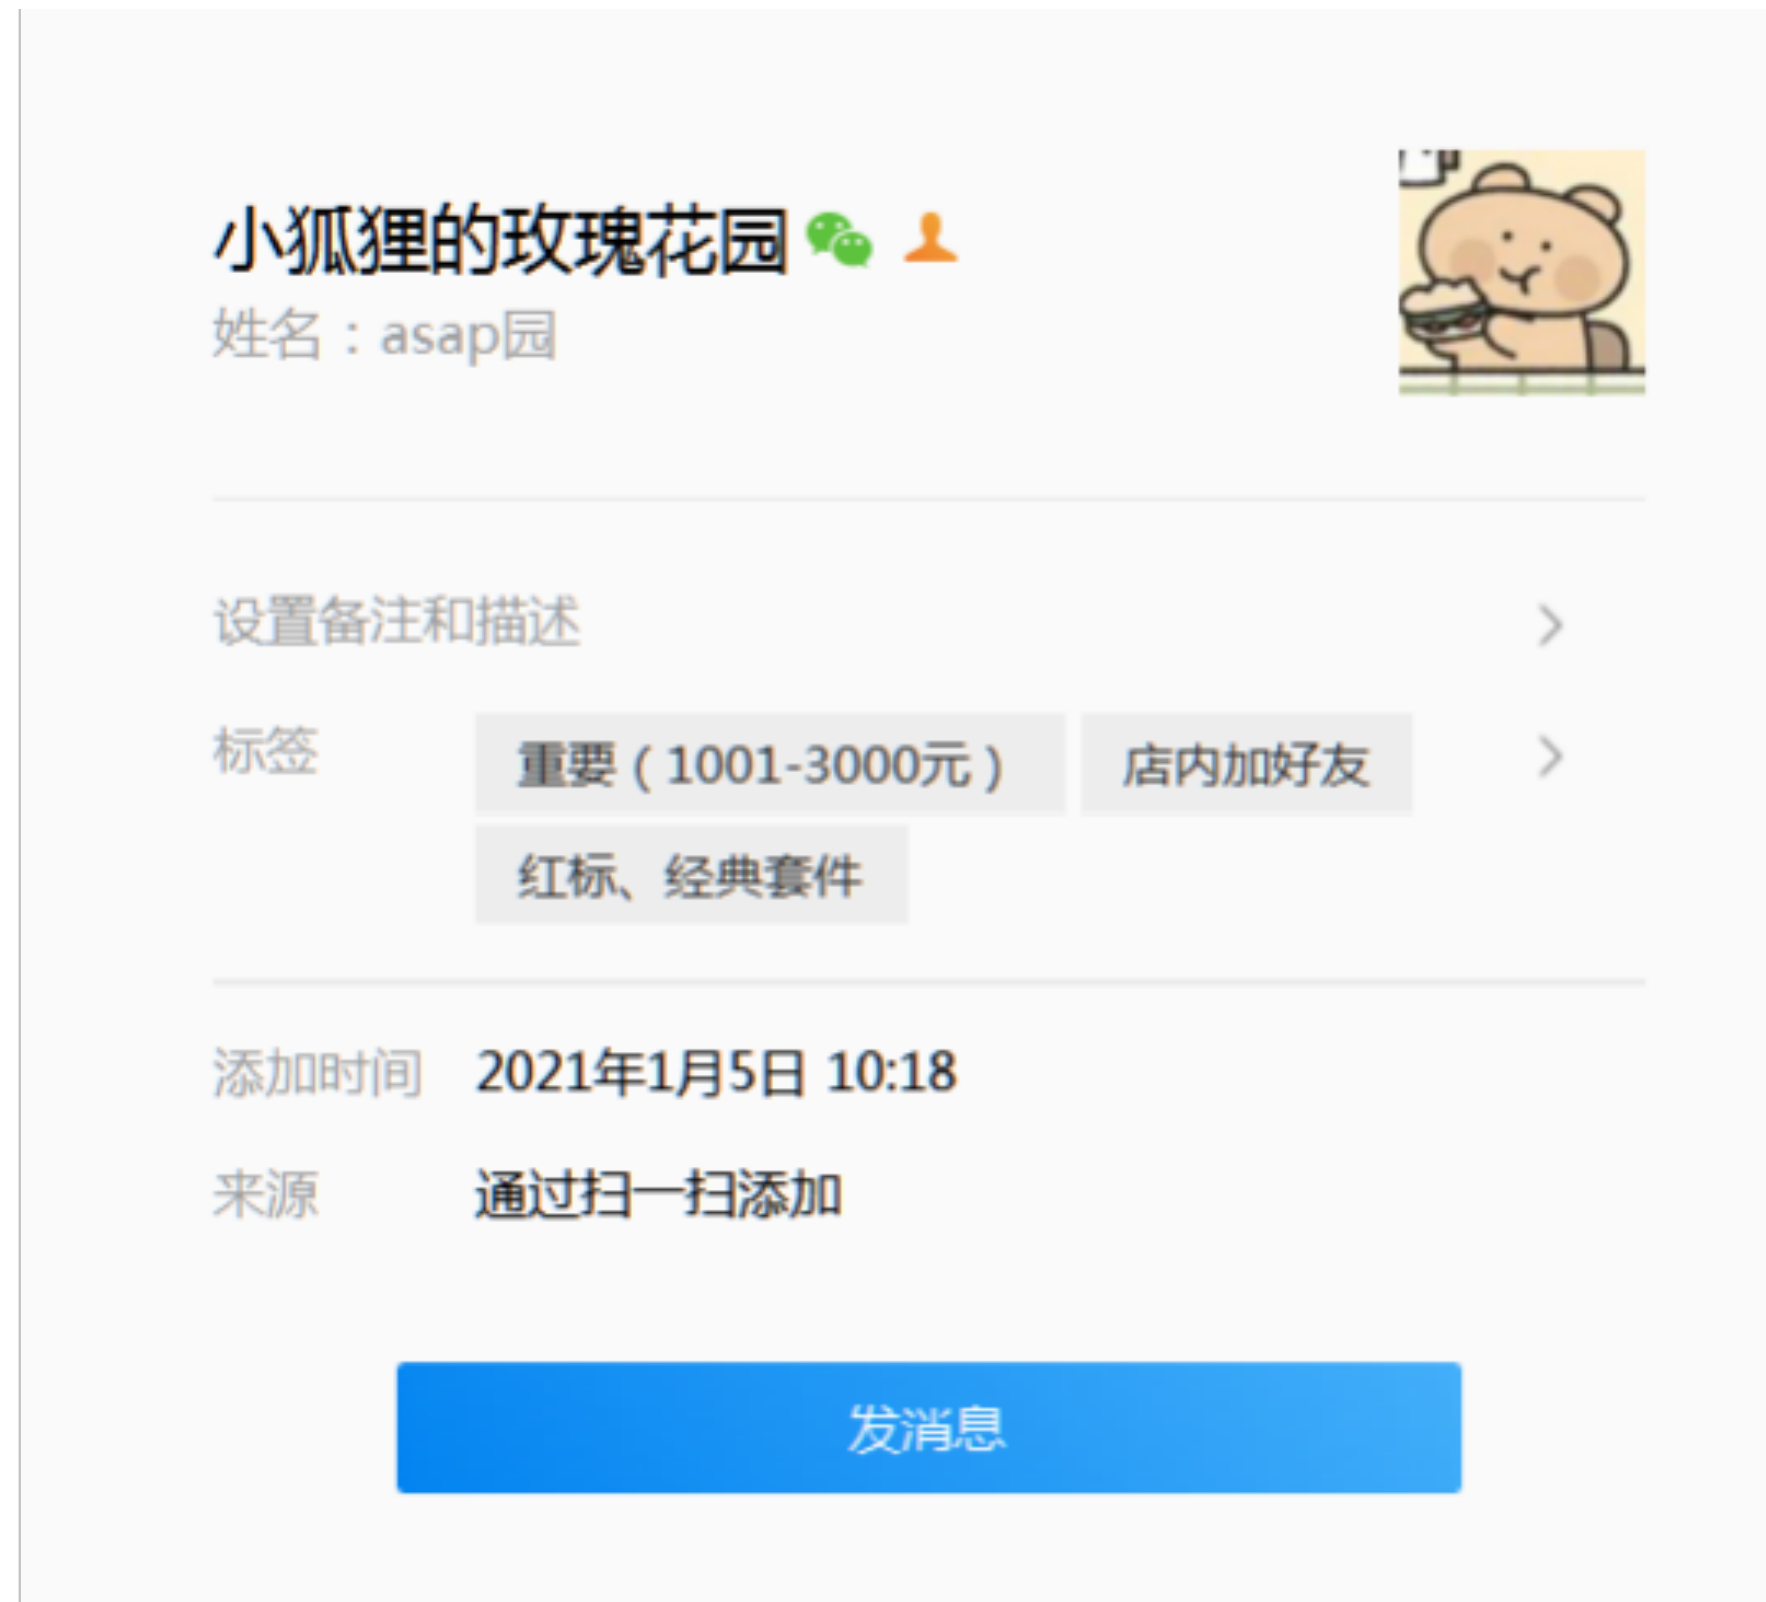 小狐狸的玫瑰花园
姓名：asap园
设置备注和描述
标签 重要（1001-3000元） 店内加好友
红标、经典套件
添加时间 2021年1月5日 10:18
来源 通过扫一扫添加
发消息